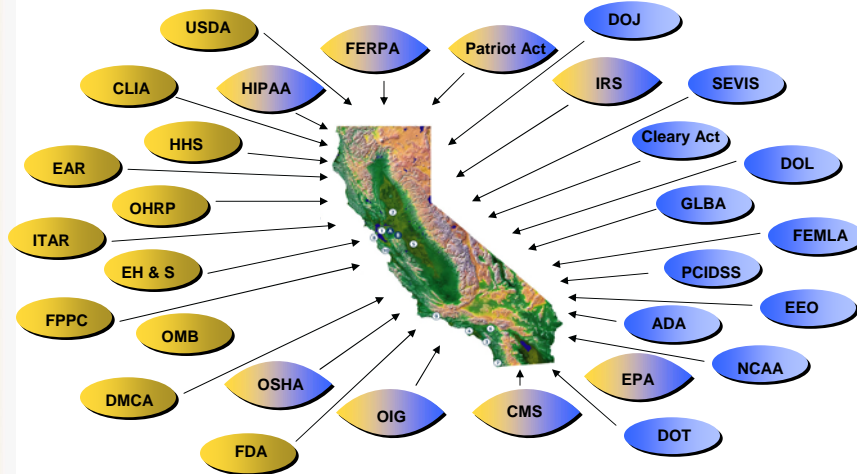 USDA
FERPA
Patriot Act
DOJ
CLIA
HIPAA
IRS
SEVIS
HHS
Cleary Act
EAR
DOL
OHRP
GLBA
ITAR
FEMLA
EH & S
PCIDSS
FPPC
OMB
EEO
ADA
DMCA
OSHA
EPA
NCAA
OIG
CMS
FDA
DOT